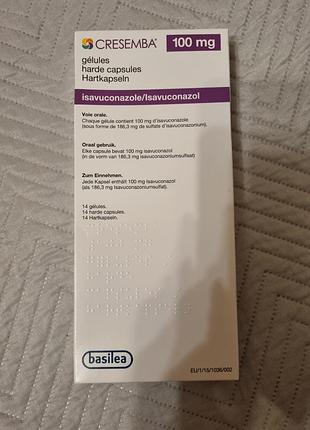 CRESEMBA® 100 mg
gélules
harde capsules
Hartkapseln
isavuconazole/Isavuconazol
Voie orale.
Chaque gélule contient 100 mg d'isavuconazole
(sous forme de 186,3 mg de sulfate d'isavuconazonium).
Oraal gebruik.
Elke capsule bevat 100 mg isavuconazol
(in de vorm van 186,3 mg isavuconazoniumsulfaat)
Zum Einnehmen.
Jede Kapsel enthält 100 mg Isavuconazol
(als 186,3 mg Isavuconazoniumsulfat).
14 gélules.
14 harde capsules.
14 Hartkapseln.
basilea
EU/1/15/1036/002